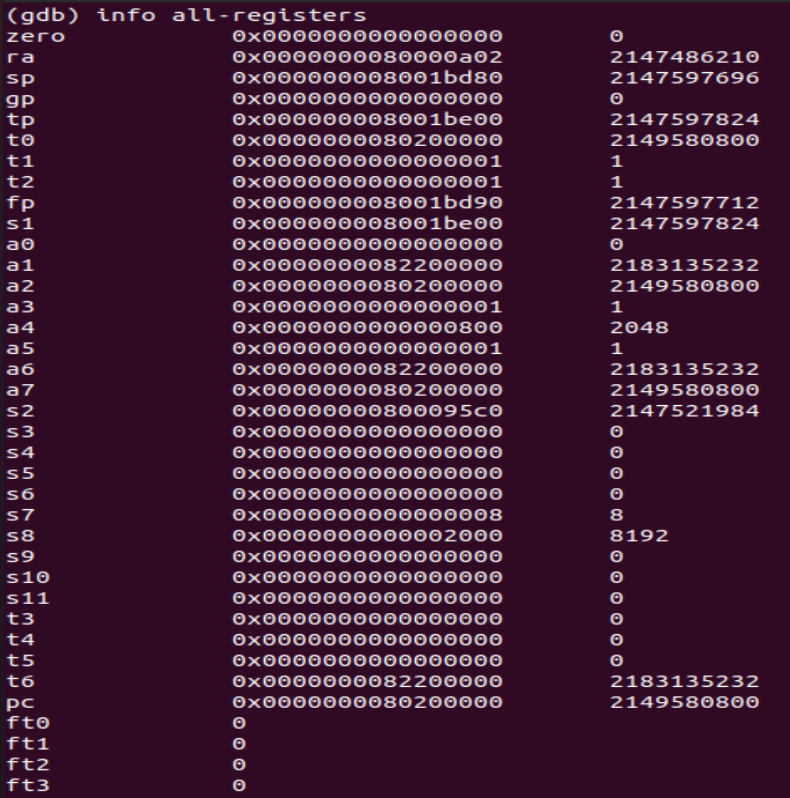 (gdb) info all-registers
zero 0x0000000000000000 0
ra 0x0000000080000a02 2147486210
sp 0x000000008001bd80 2147597696
gp 0x0000000000000000 0
tp 0x000000008001be00 2147597824
t0 0x0000000080200000 2149580800
t1 0x0000000000000001 1
t2 0x0000000000000001 1
fp 0x000000008001bd90 2147597712
s1 0x000000008001be00 2147597824
a0 0x0000000000000000 0
a1 0x0000000082200000 2183135232
a2 0x0000000080200000 2149580800
a3 0x0000000000000001 1
a4 0x0000000000000800 2048
a5 0x0000000000000001 1
a6 0x0000000082200000 2183135232
a7 0x0000000080200000 2149580800
s2 0x00000000800095c0 2147521984
s3 0x0000000000000000 0
s4 0x0000000000000000 0
s5 0x0000000000000000 0
s6 0x0000000000000000 0
s7 0x0000000000000008 8
s8 0x0000000000002000 8192
s9 0x0000000000000000 0
s10 0x0000000000000000 0
s11 0x0000000000000000 0
t3 0x0000000000000000 0
t4 0x0000000000000000 0
t5 0x0000000000000000 0
t6 0x0000000082200000 2183135232
pc 0x0000000080200000 2149580800
ft0 0
ft1 0
ft2 0
ft3 0